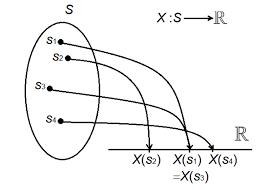 S
X : S ⟶ ℝ
s₁
s₂
s₃
s₄
ℝ
X(s₂) X(s₁) X(s₄)
=X(s₃)